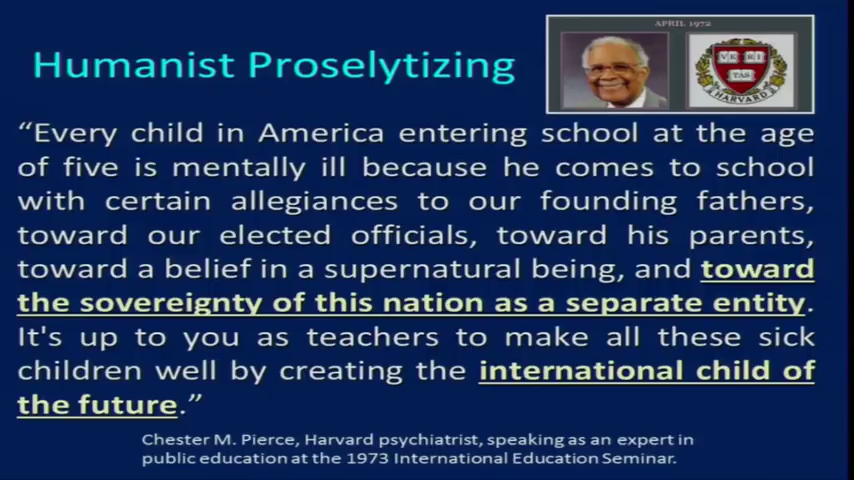 APRIL 1972
Humanist Proselytizing
VE RI
TAS
HARVARD
“Every child in America entering school at the age
of five is mentally ill because he comes to school
with certain allegiances to our founding fathers,
toward our elected officials, toward his parents,
toward a belief in a supernatural being, and toward
the sovereignty of this nation as a separate entity.
It's up to you as teachers to make all these sick
children well by creating the international child of
the future.”
Chester M. Pierce, Harvard psychiatrist, speaking as an expert in
public education at the 1973 International Education Seminar.